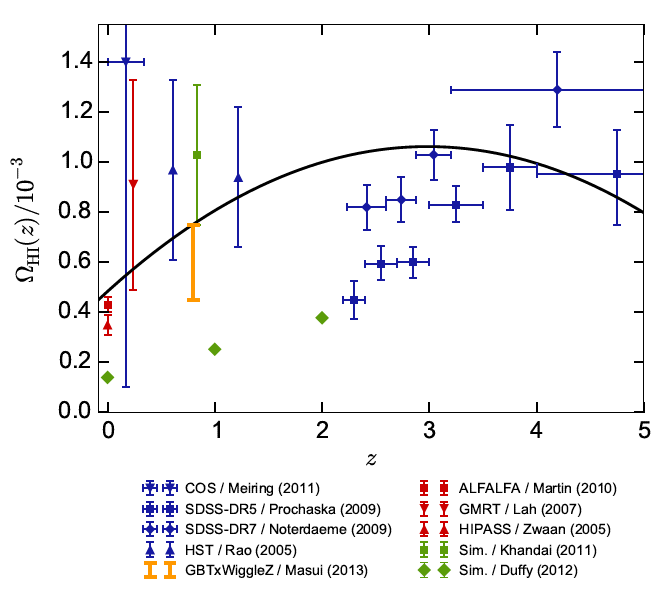 1.4
1.2
1.0
0.8
0.6
0.4
0.2
0.0
Ω_HI(z)/10⁻³
0 1 2 3 4 5
z
COS / Meiring (2011)
SDSS-DR5 / Prochaska (2009)
SDSS-DR7 / Noterdaeme (2009)
HST / Rao (2005)
GBTxWiggleZ / Masui (2013)
ALFALFA / Martin (2010)
GMRT / Lah (2007)
HIPASS / Zwaan (2005)
Sim. / Khandai (2011)
Sim. / Duffy (2012)